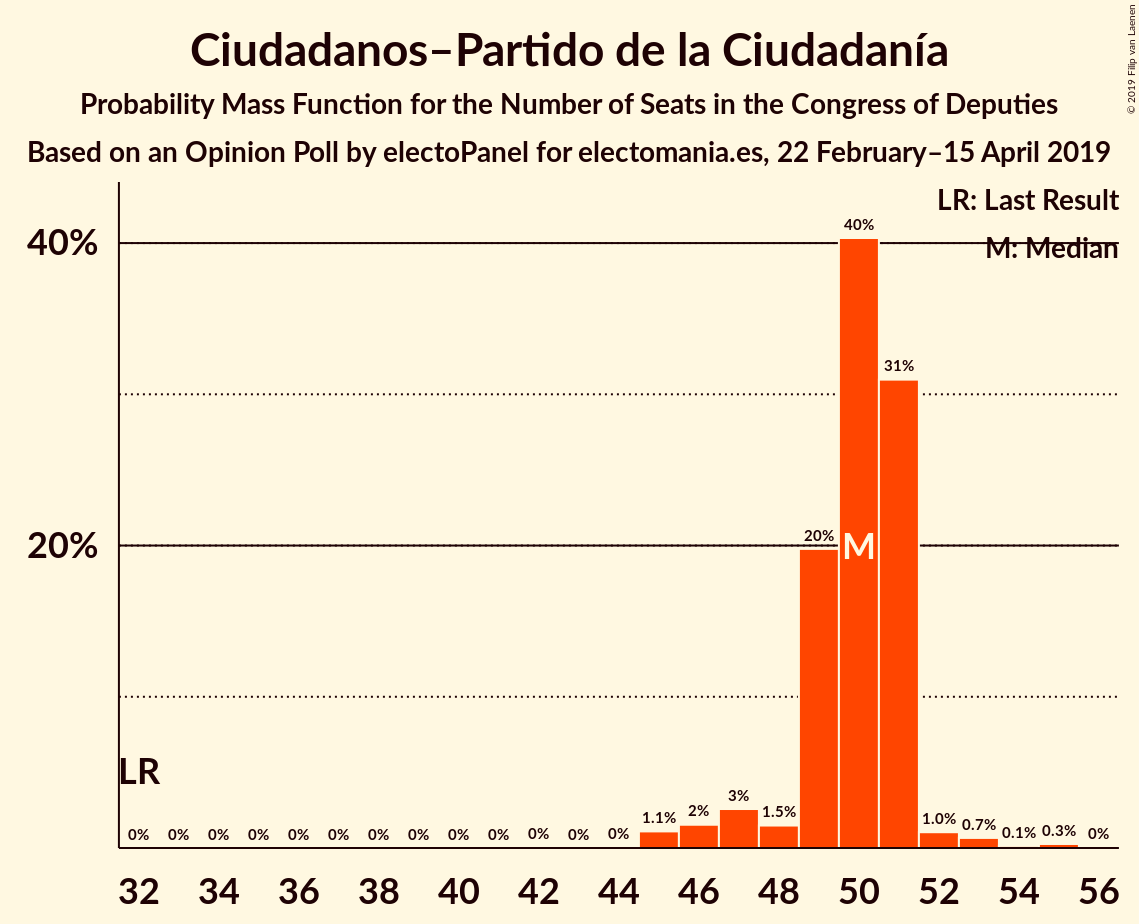 Ciudadanos–Partido de la Ciudadanía
Probability Mass Function for the Number of Seats in the Congress of Deputies
Based on an Opinion Poll by electoPanel for electomania.es, 22 February–15 April 2019
© 2019 Filip van Laenen
LR: Last Result
M: Median
40%
20%
40%
31%
20%
M
LR
0% 0% 0% 0% 0% 0% 0% 0% 0% 0% 0% 0% 0% 1.1% 2% 3% 1.5% 1.0% 0.7% 0.1% 0.3% 0%
32 34 36 38 40 42 44 46 48 50 52 54 56